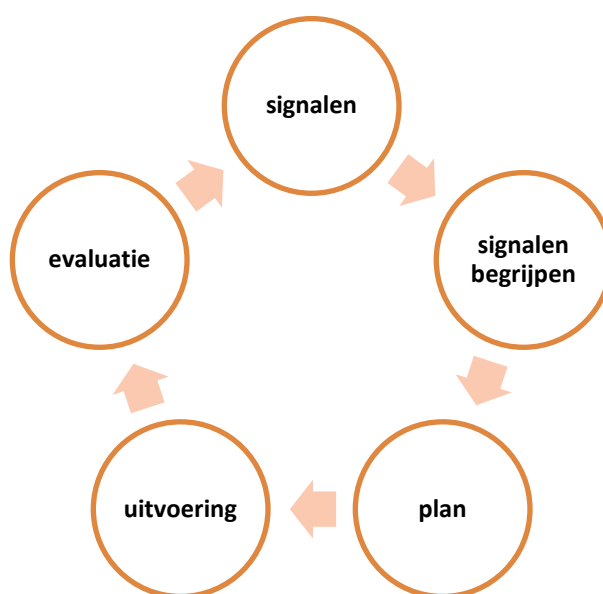 signalen
signalen
begrijpen
plan
uitvoering
evaluatie